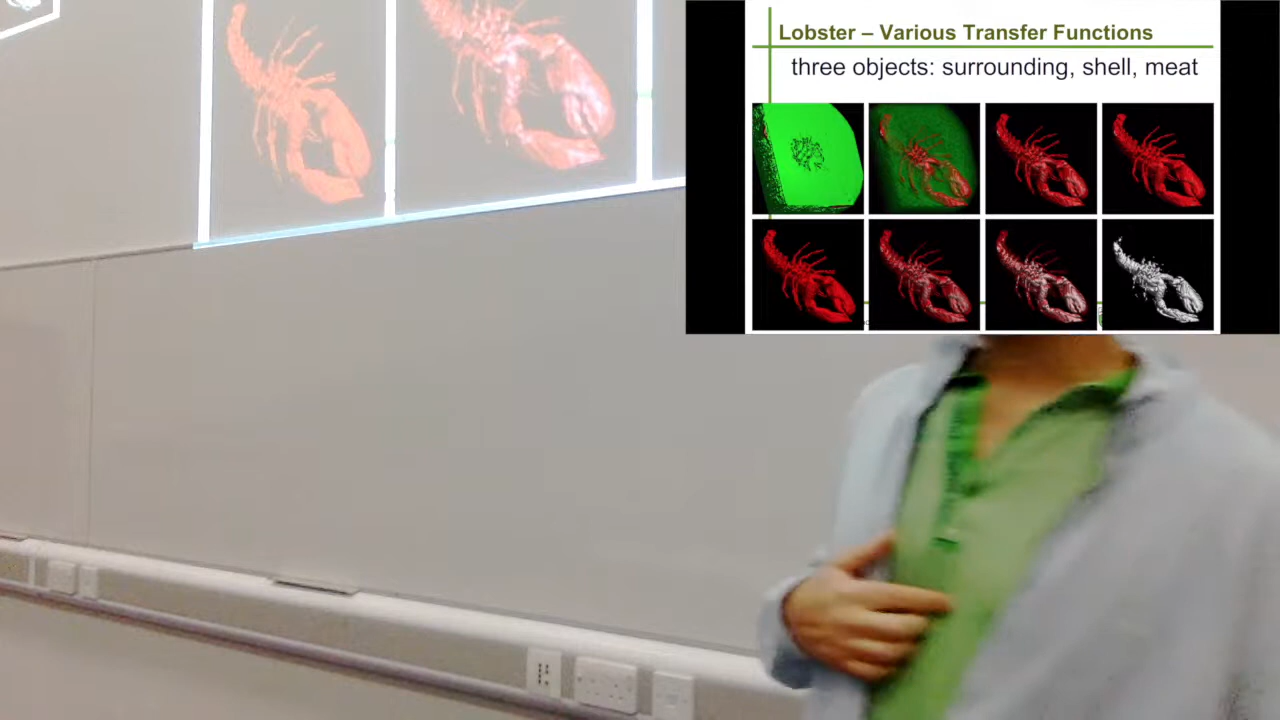 Lobster – Various Transfer Functions
three objects: surrounding, shell, meat